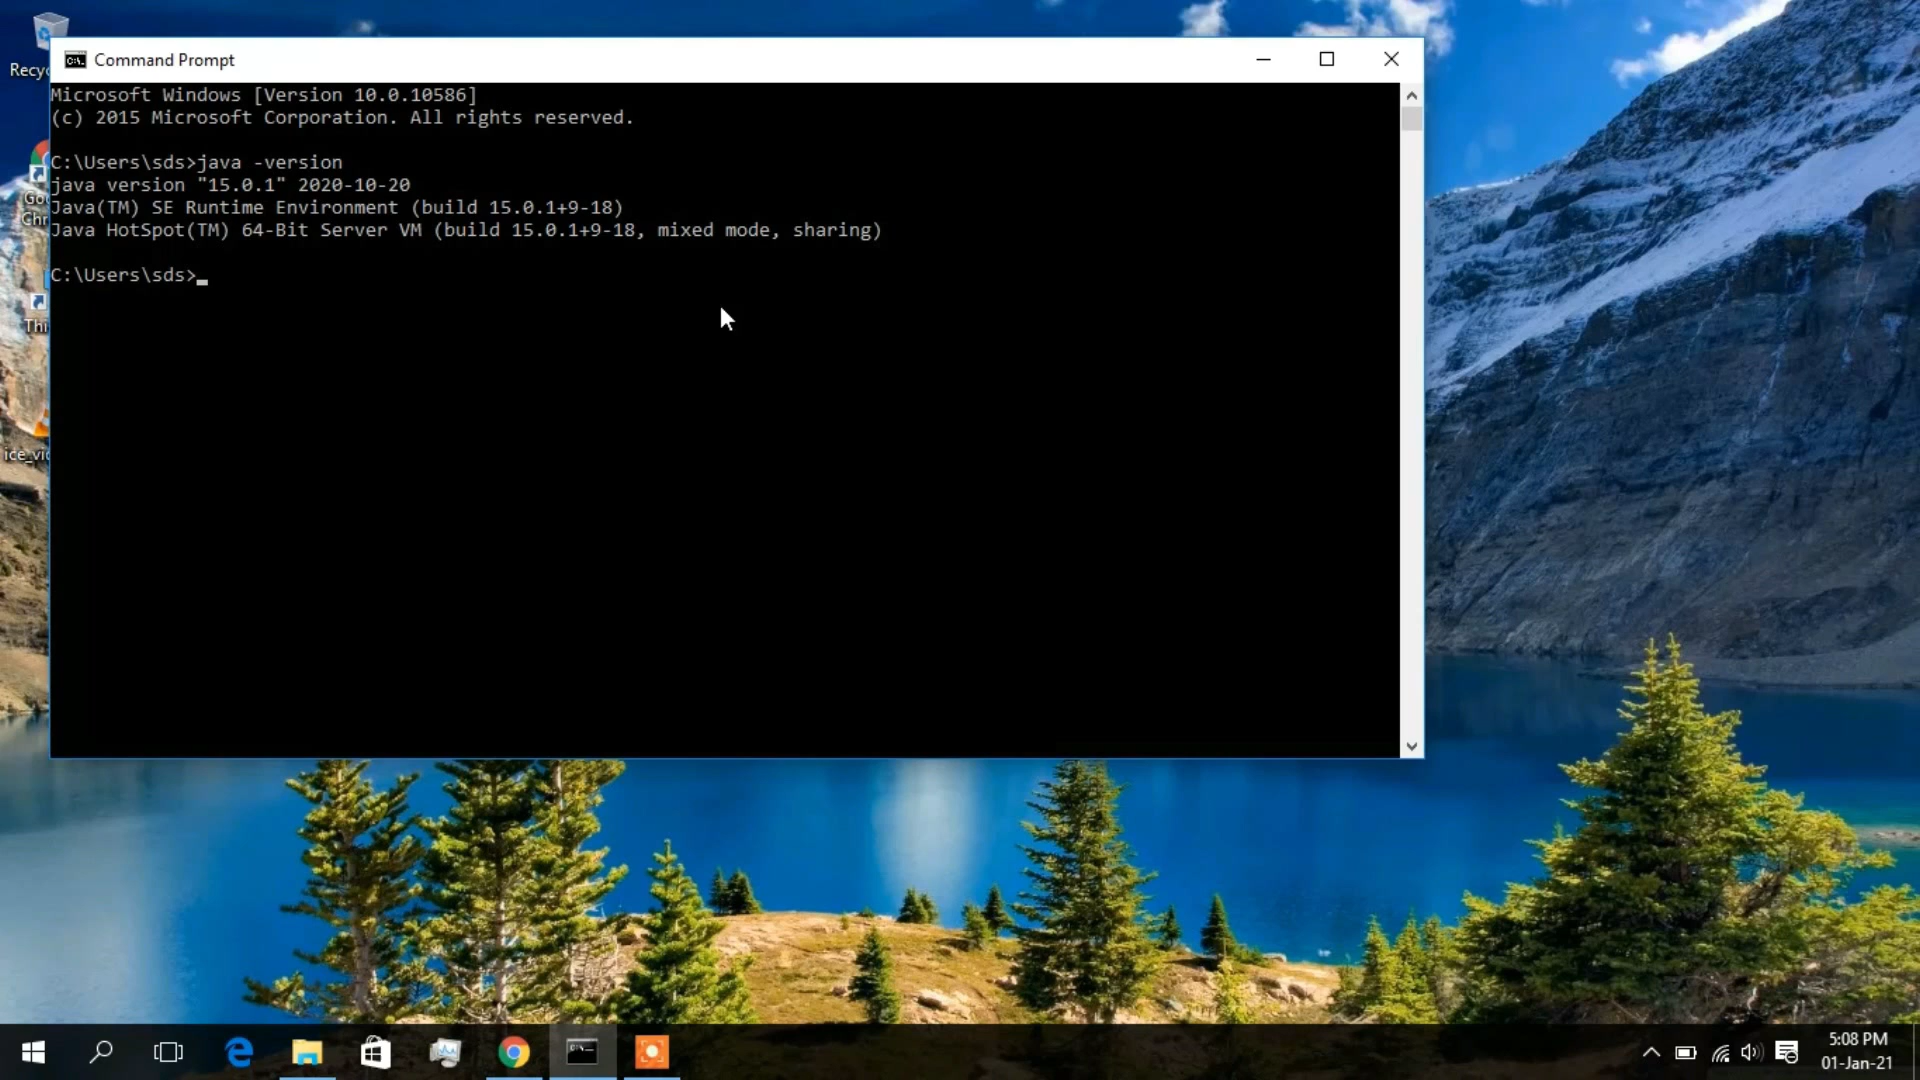 Command Prompt
Microsoft Windows [Version 10.0.10586]
(c) 2015 Microsoft Corporation. All rights reserved.
C:\Users\sds>java -version
java version "15.0.1" 2020-10-20
Java(TM) SE Runtime Environment (build 15.0.1+9-18)
Java HotSpot(TM) 64-Bit Server VM (build 15.0.1+9-18, mixed mode, sharing)
C:\Users\sds>
5:08 PM
01-Jan-21